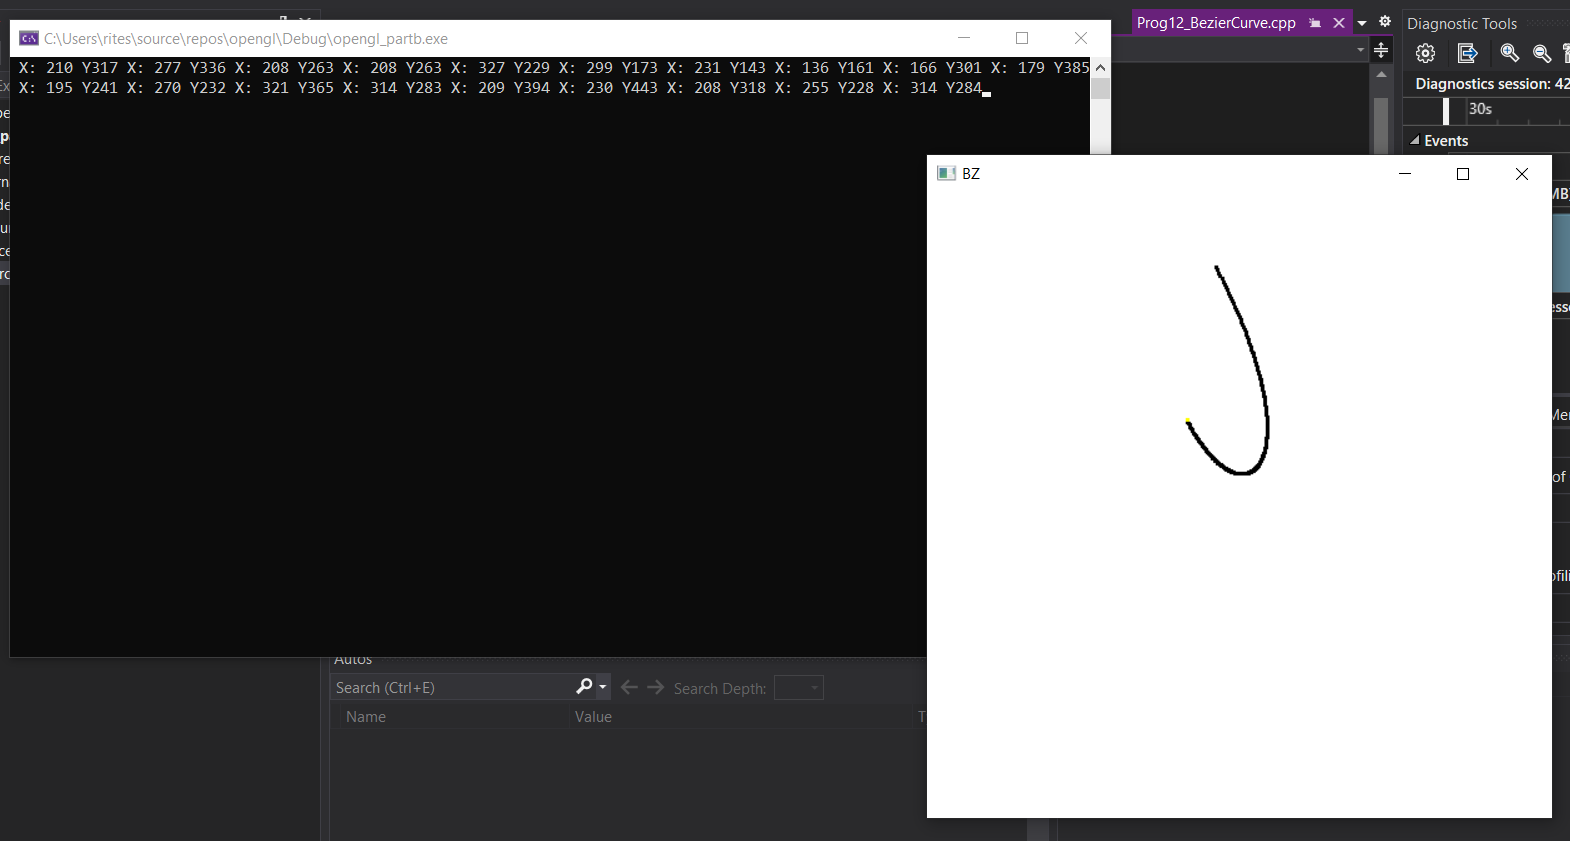 C:\Users\rites\source\repos\opengl\Debug\opengl_partb.exe
X: 210 Y317 X: 277 Y336 X: 208 Y263 X: 208 Y263 X: 327 Y229 X: 299 Y173 X: 231 Y143 X: 136 Y161 X: 166 Y301 X: 179 Y385
X: 195 Y241 X: 270 Y232 X: 321 Y365 X: 314 Y283 X: 209 Y394 X: 230 Y443 X: 208 Y318 X: 255 Y228 X: 314 Y284
Prog12_BezierCurve.cpp
Diagnostic Tools
Diagnostics session: 42
30s
Events
BZ
MB)
of
Autos
Search (Ctrl+E)
Search Depth:
Name Value T